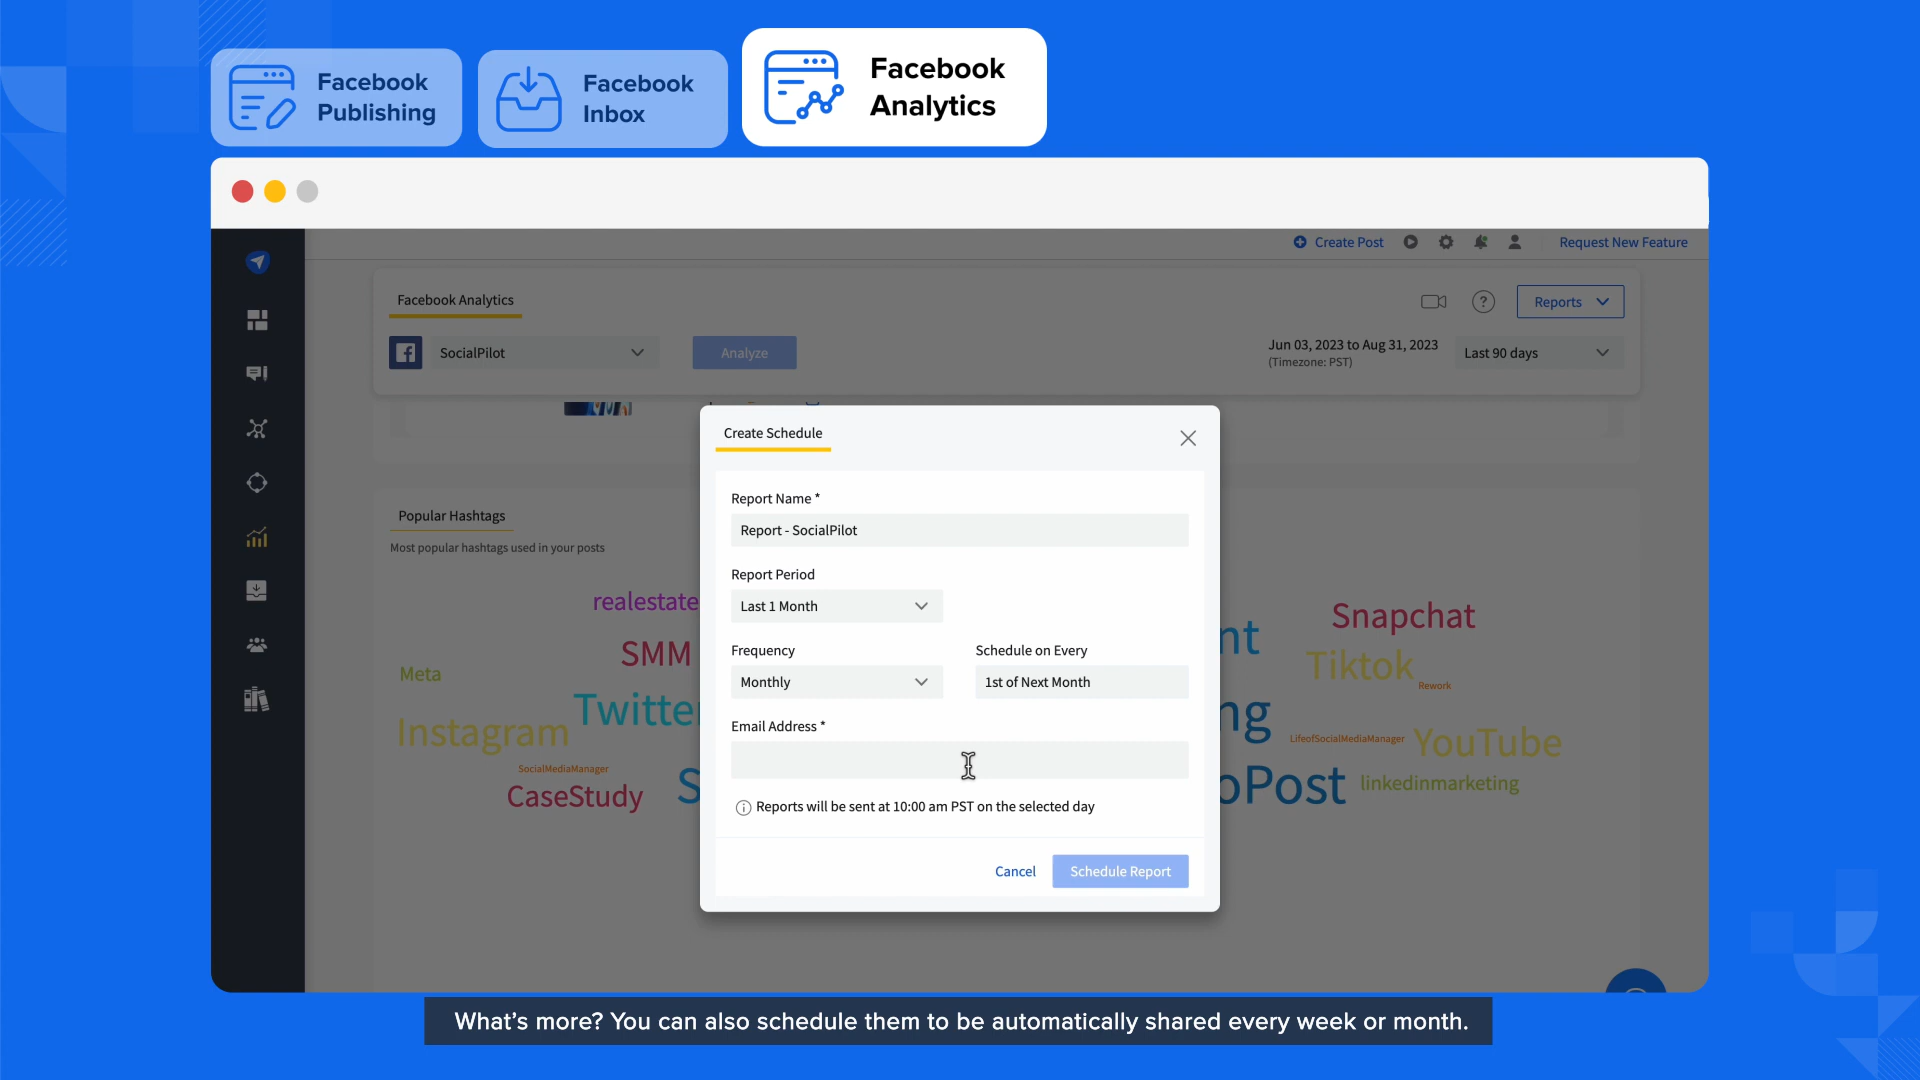 Facebook
Publishing
Facebook
Inbox
Facebook
Analytics
Create Post
Request New Feature
Facebook Analytics
Reports
SocialPilot
Analyze
Jun 03, 2023 to Aug 31, 2023
(Timezone: PST)
Last 90 days
Create Schedule
Report Name *
Report - SocialPilot
Report Period
Last 1 Month
Frequency
Schedule on Every
Monthly
1st of Next Month
Email Address *
Reports will be sent at 10:00 am PST on the selected day
Cancel
Schedule Report
Popular Hashtags
Most popular hashtags used in your posts
realestate
SMM
Meta
Twitte
Instagram
SocialMediaManager
CaseStudy
S
nt
Snapchat
Tiktok
Rework
ng
LifeofSocialMediaManager
YouTube
oPost
linkedinmarketing
What's more? You can also schedule them to be automatically shared every week or month.